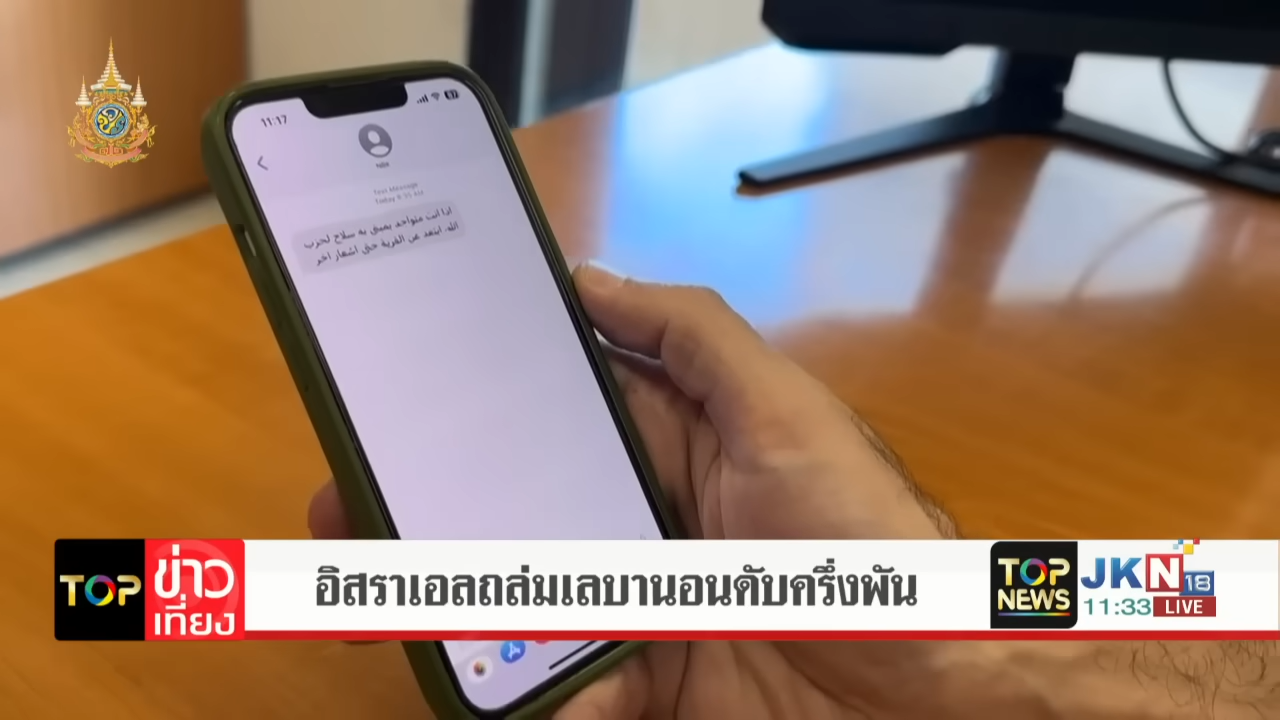 11:17
57
Text Message
اذا انت متواجد بمبنى به سلاح لحزب
الله، ابتعد عن القرية حتى اشعار اخر
TOP ข่าวเที่ยง
อิสราเอลถล่มเลบานอนดับครึ่งพัน
TOP NEWS
JKN 18
11:33 LIVE